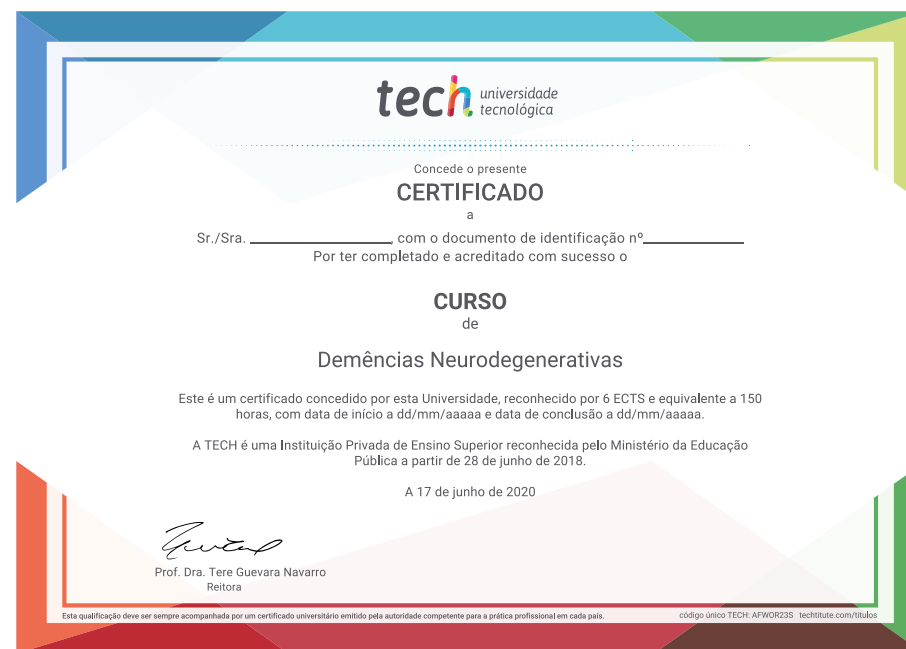 tech universidade
tecnológica
Concede o presente
CERTIFICADO
a
Sr./Sra. ____________________, com o documento de identificação nº______________
Por ter completado e acreditado com sucesso o
CURSO
de
Demências Neurodegenerativas
Este é um certificado concedido por esta Universidade, reconhecido por 6 ECTS e equivalente a 150
horas, com data de início a dd/mm/aaaaa e data de conclusão a dd/mm/aaaaa.
A TECH é uma Instituição Privada de Ensino Superior reconhecida pelo Ministério da Educação
Pública a partir de 28 de junho de 2018.
A 17 de junho de 2020
Prof. Dra. Tere Guevara Navarro
Reitora
Esta qualificação deve ser sempre acompanhada por um certificado universitário emitido pela autoridade competente para a prática profissional em cada país.
código único TECH: AFWOR23S techtitute.com/titulos